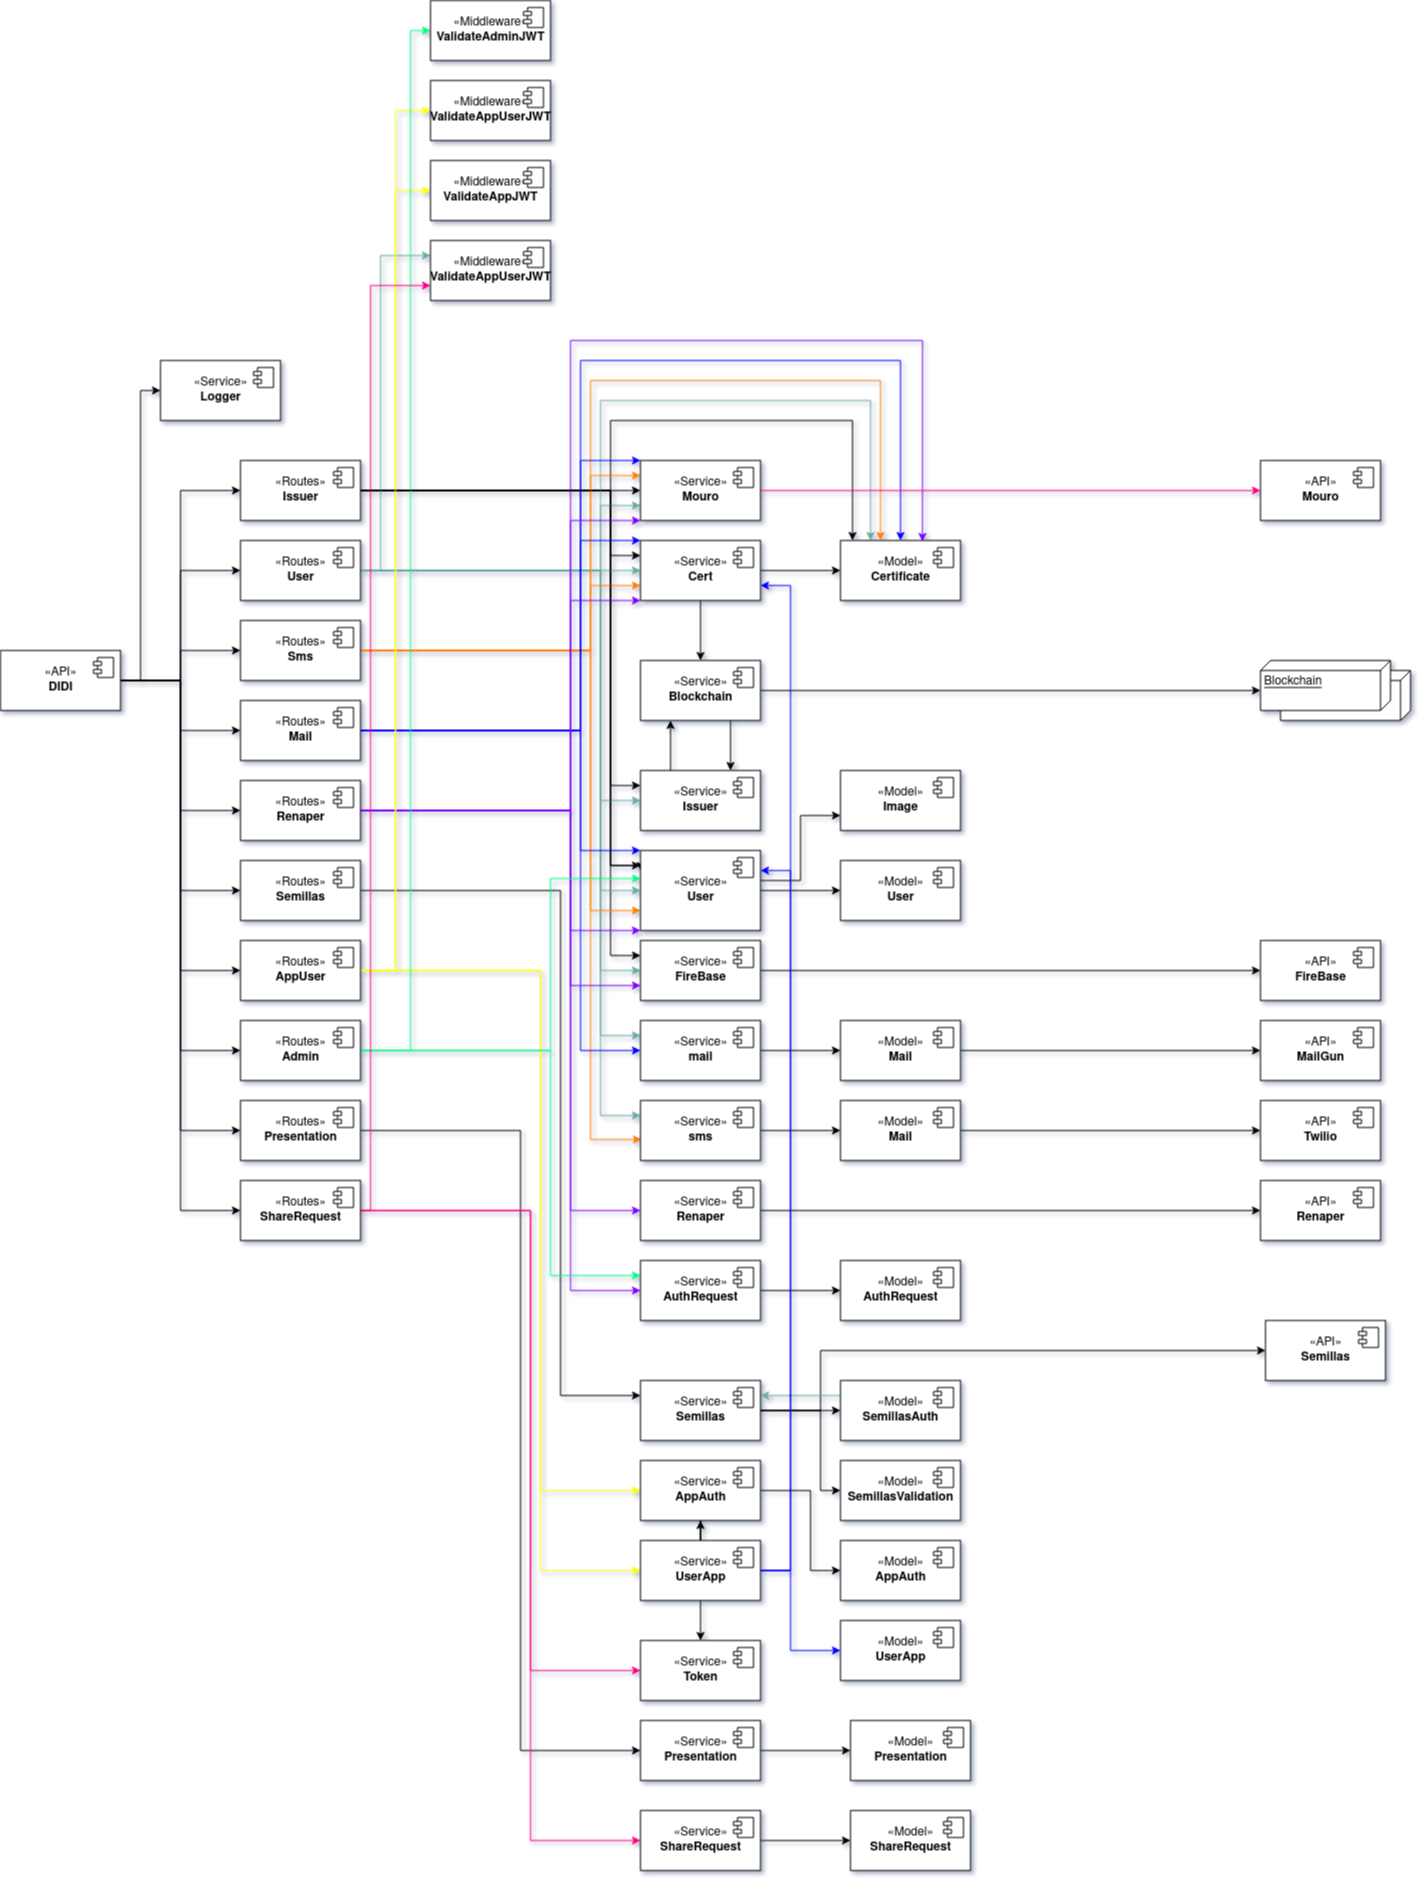 «Middleware
ValidateAdminJWT
«Middleware
ValidateAppUserJWT
«Middleware
ValidateAppJWT
«Middleware
ValidateAppUserJWT
«Service»
Logger
«Routes»
Issuer
«Service»
Mouro
«API»
Mouro
«Routes»
User
«Service»
Cert
«Model»
Certificate
«Routes»
Sms
«API»
DIDI
«Service»
Blockchain
Blockchain
«Routes»
Mail
«Routes»
Renaper
«Service»
Issuer
«Model»
Image
«Routes»
Semillas
«Service»
User
«Model»
User
«Routes»
AppUser
«Service»
FireBase
«API»
FireBase
«Routes»
Admin
«Service»
mail
«Model»
Mail
«API»
MailGun
«Routes»
Presentation
«Service»
sms
«Model»
Mail
«API»
Twilio
«Routes»
ShareRequest
«Service»
Renaper
«API»
Renaper
«Service»
AuthRequest
«Model»
AuthRequest
«API»
Semillas
«Service»
Semillas
«Model»
SemillasAuth
«Service»
AppAuth
«Model»
SemillasValidation
«Service»
UserApp
«Model»
AppAuth
«Model»
UserApp
«Service»
Token
«Service»
Presentation
«Model»
Presentation
«Service»
ShareRequest
«Model»
ShareRequest